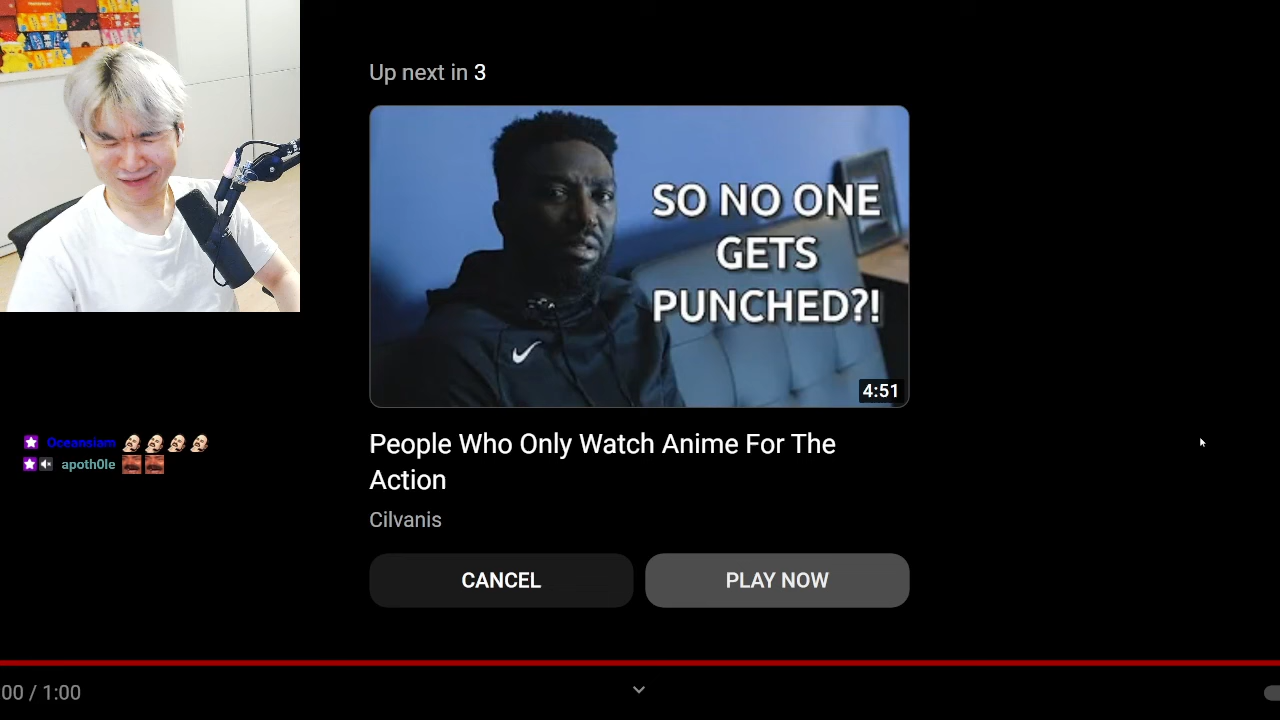 Up next in 3
SO NO ONE
GETS
PUNCHED?!
4:51
People Who Only Watch Anime For The
Action
Cilvanis
CANCEL
PLAY NOW
Oceansiam
apoth0le
00 / 1:00